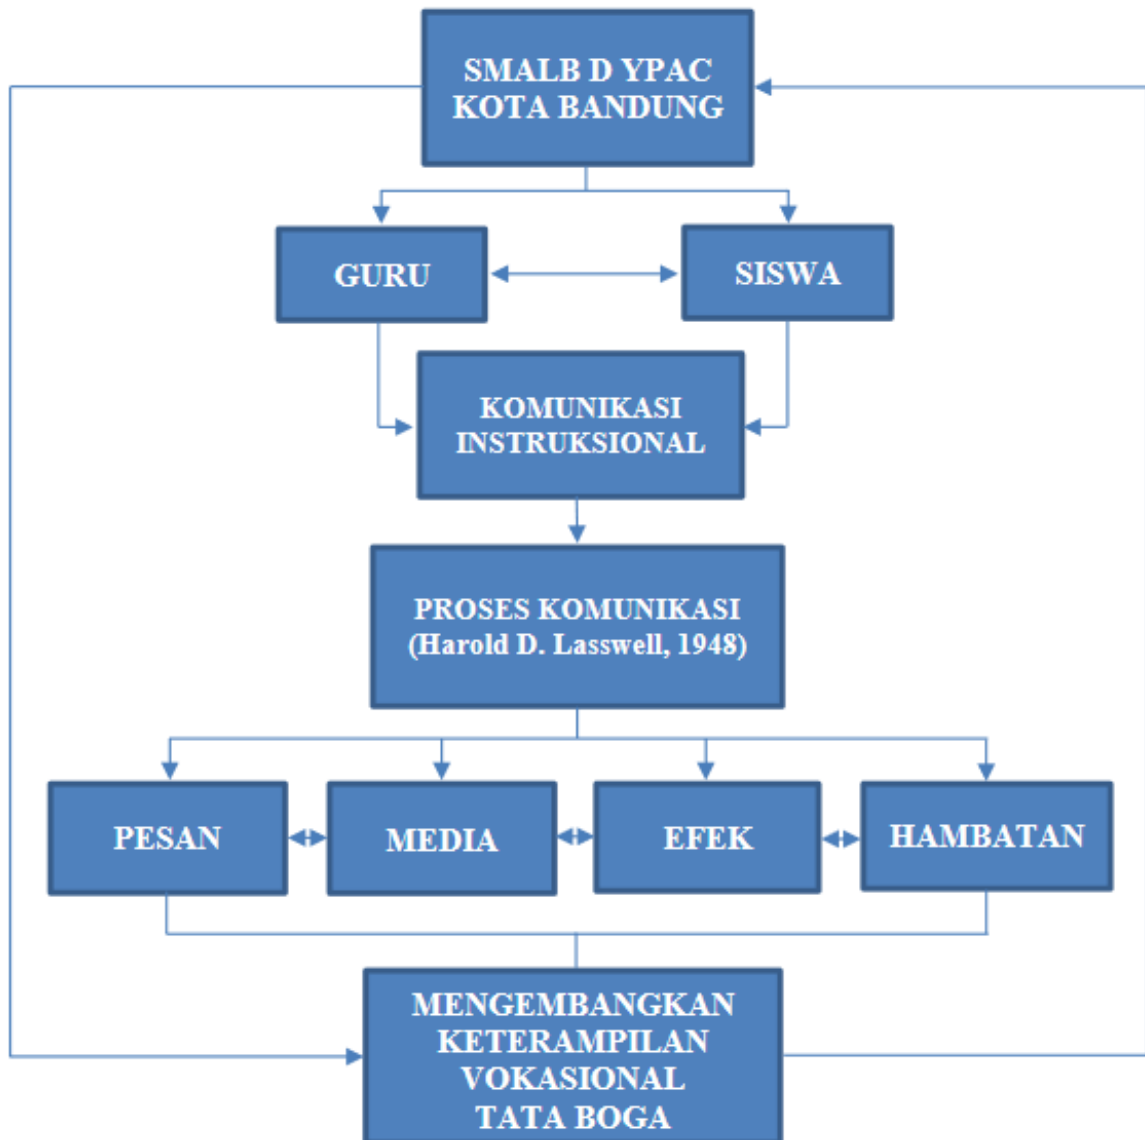 SMALB D YPAC
KOTA BANDUNG
GURU
SISWA
KOMUNIKASI
INSTRUKSIONAL
PROSES KOMUNIKASI
(Harold D. Lasswell, 1948)
PESAN
MEDIA
EFEK
HAMBATAN
MENGEMBANGKAN
KETERAMPILAN
VOKASIONAL
TATA BOGA